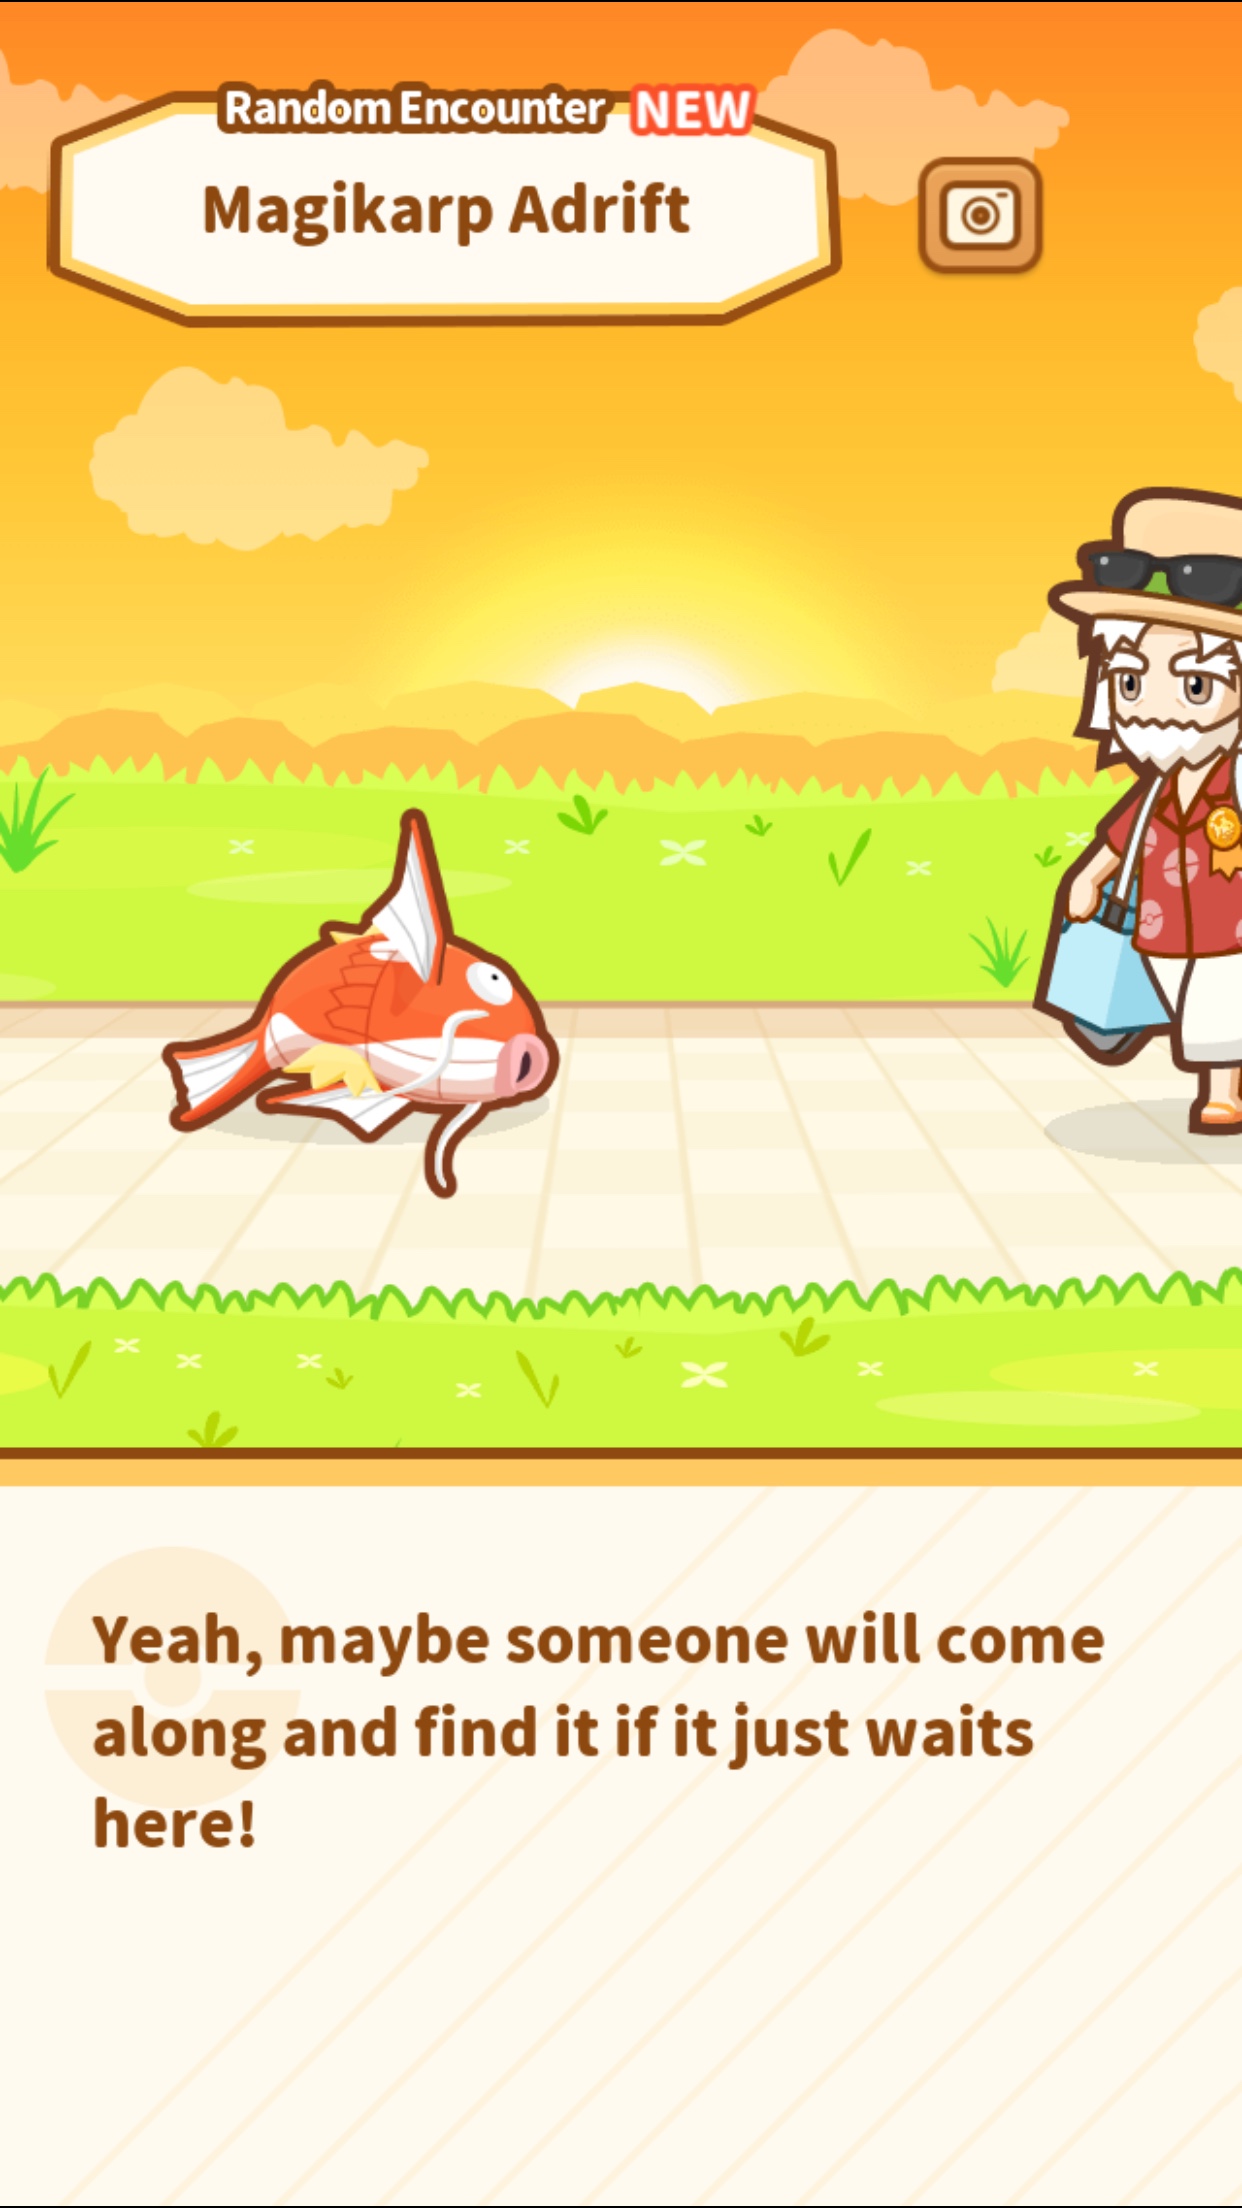 Random Encounter NEW
Magikarp Adrift
Yeah, maybe someone will come
along and find it if it just waits
here!